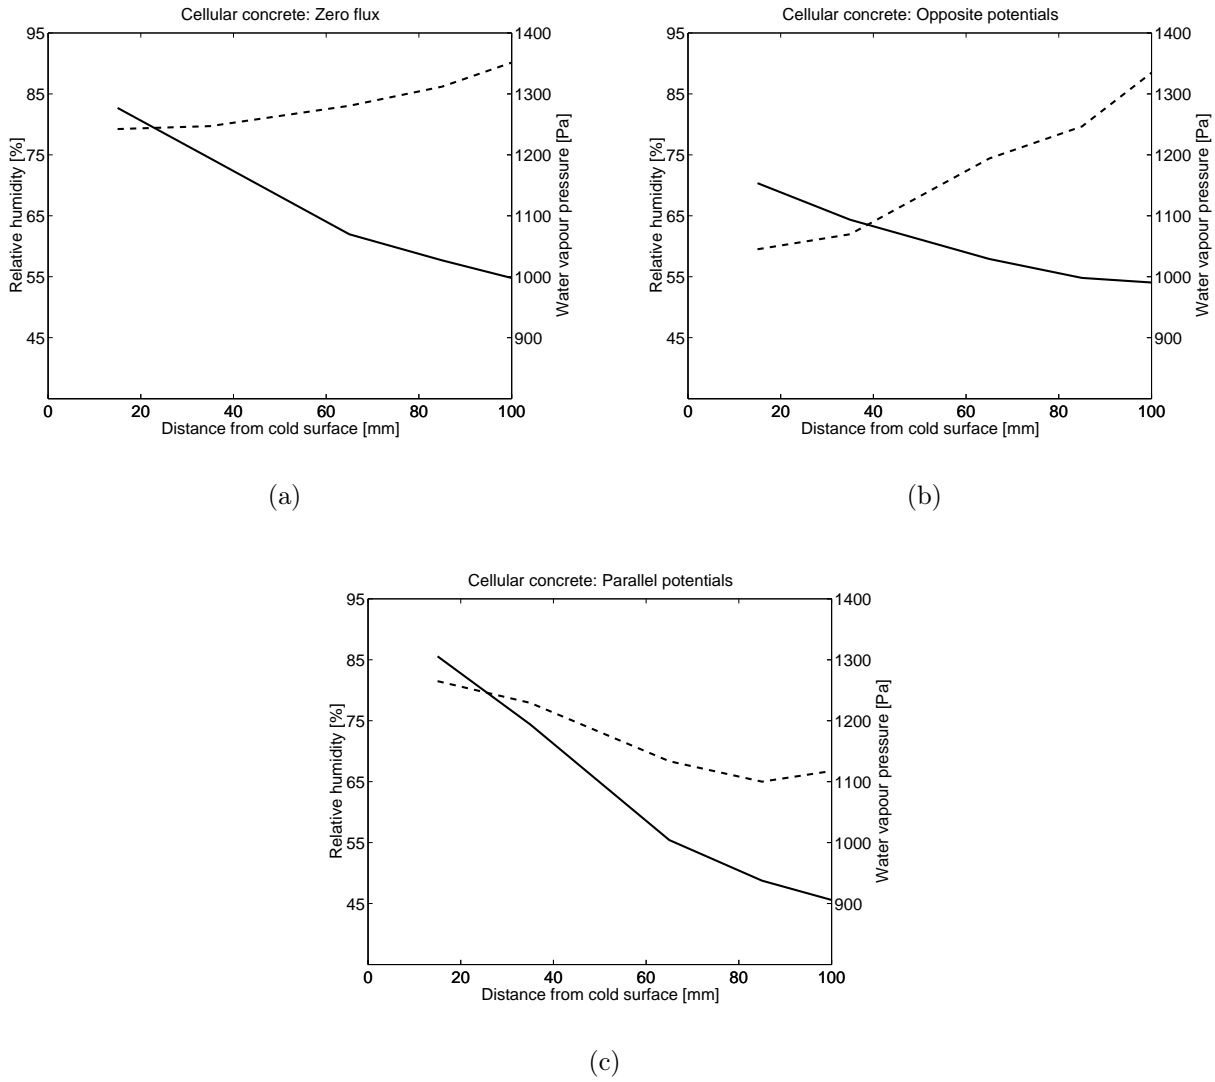 Cellular concrete: Zero flux
95
85
75
65
55
45
Relative humidity [%]
1400
1300
1200
1100
1000
900
Water vapour pressure [Pa]
0 20 40 60 80 100
Distance from cold surface [mm]
(a)
Cellular concrete: Opposite potentials
95
85
75
65
55
45
Relative humidity [%]
1400
1300
1200
1100
1000
900
Water vapour pressure [Pa]
0 20 40 60 80 100
Distance from cold surface [mm]
(b)
Cellular concrete: Parallel potentials
95
85
75
65
55
45
Relative humidity [%]
1400
1300
1200
1100
1000
900
Water vapour pressure [Pa]
0 20 40 60 80 100
Distance from cold surface [mm]
(c)